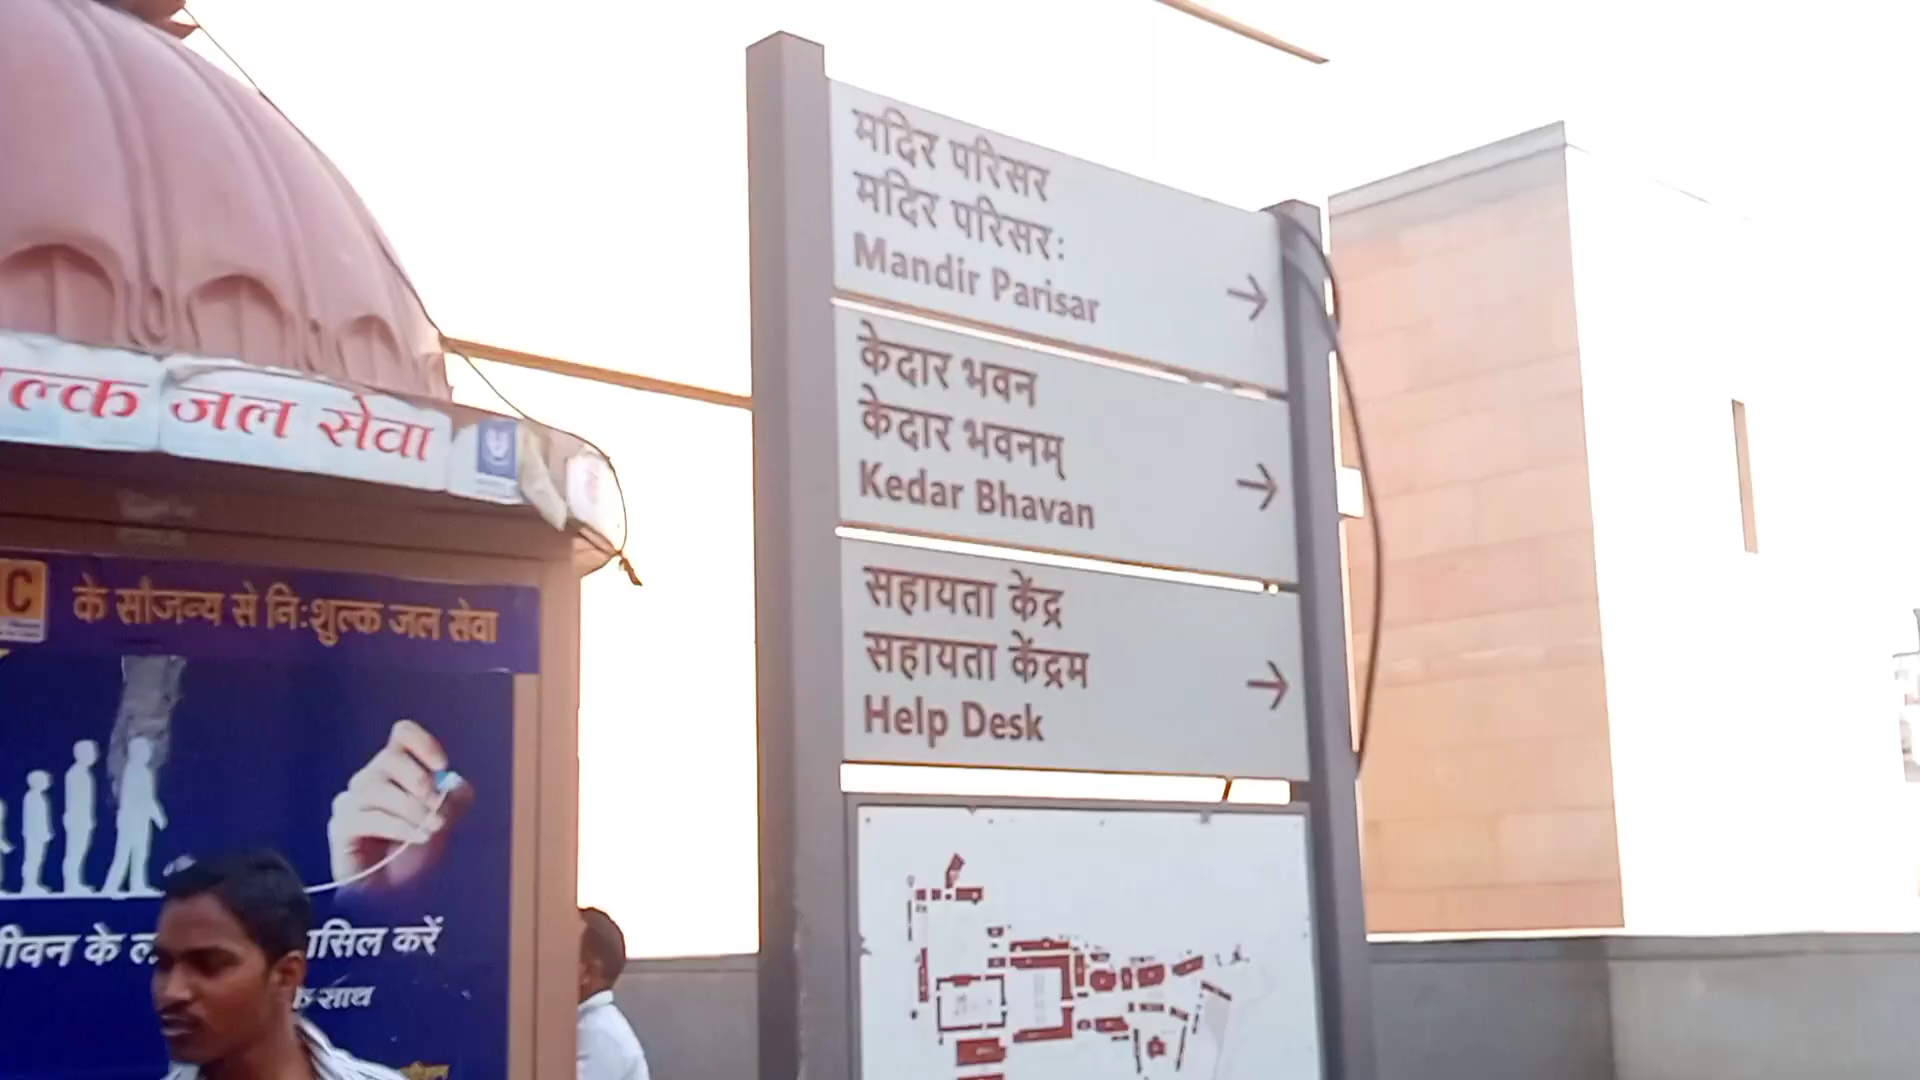 ल्क जल सेवा
C
के सौजन्य से निःशुल्क जल सेवा
के
सिल करें
साथ
मदिर परिसर
मदिर परिसरः
Mandir Parisar
→
केदार भवन
केदार भवनम्
Kedar Bhavan
→
सहायता केंद्र
सहायता केंद्रम
Help Desk
→